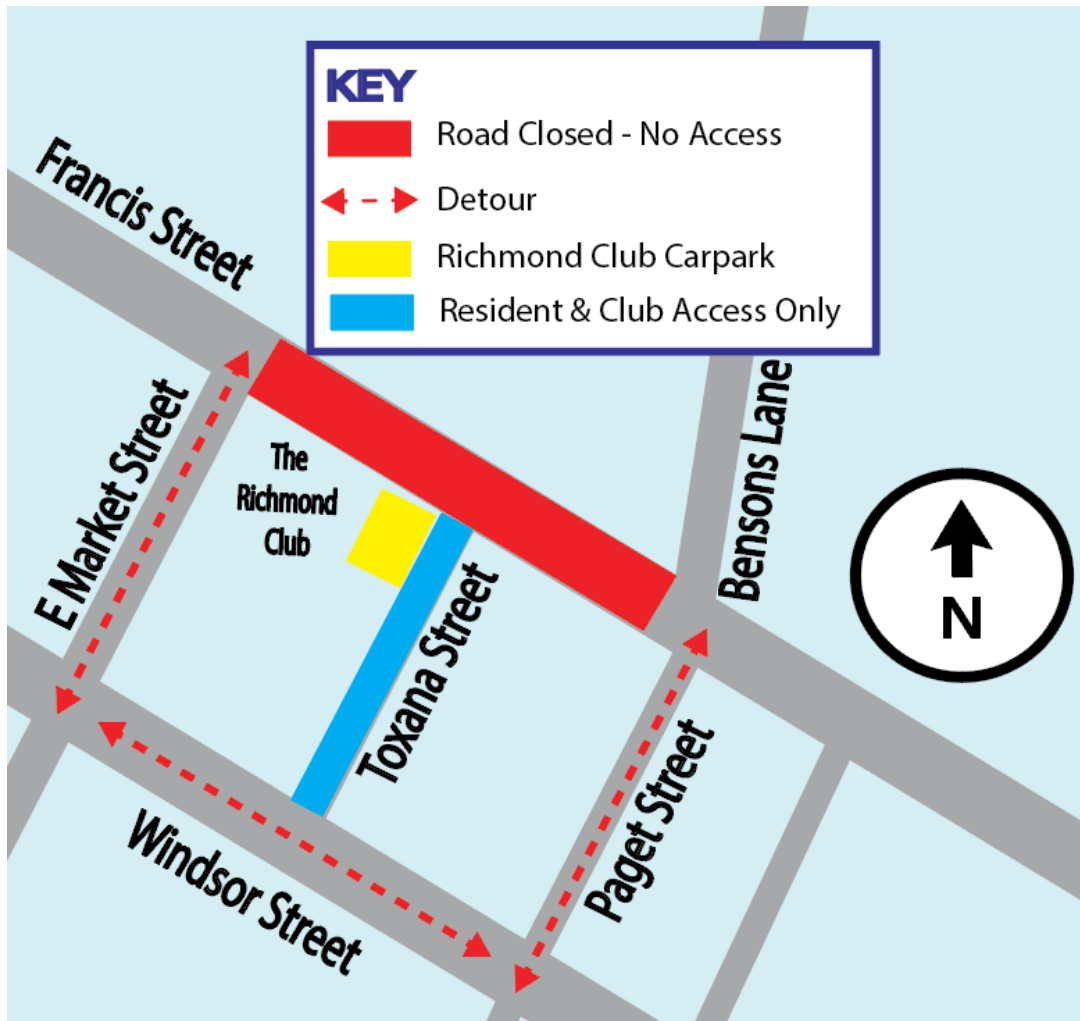 KEY
Road Closed - No Access
Detour
Richmond Club Carpark
Resident & Club Access Only
Francis Street
Bensons Lane
E Market Street
The
Richmond
Club
Toxana Street
N
Paget Street
Windsor Street